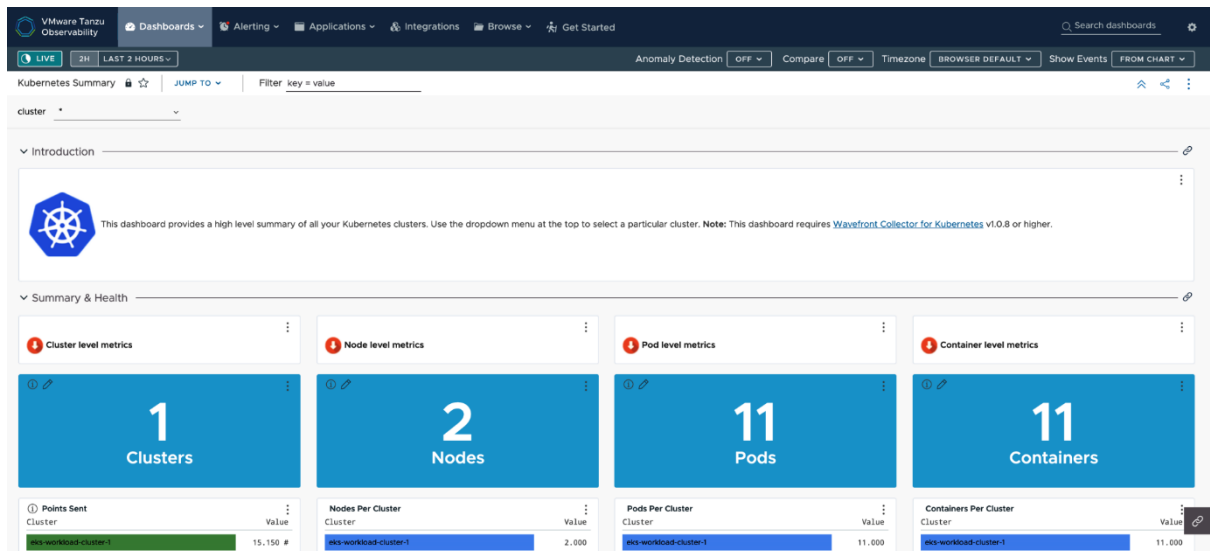 VMware Tanzu
Observability
Dashboards
Alerting
Applications
Integrations
Browse
Get Started
Search dashboards
LIVE 2H LAST 2 HOURS
Anomaly Detection OFF Compare OFF Timezone BROWSER DEFAULT Show Events FROM CHART
Kubernetes Summary JUMP TO Filter key = value
cluster *
Introduction
This dashboard provides a high level summary of all your Kubernetes clusters. Use the dropdown menu at the top to select a particular cluster. Note: This dashboard requires Wavefront Collector for Kubernetes v1.0.8 or higher.
Summary & Health
Cluster level metrics
Node level metrics
Pod level metrics
Container level metrics
1
Clusters
2
Nodes
11
Pods
11
Containers
Points Sent
Cluster Value
eks-workload-cluster-1 15.150 #
Nodes Per Cluster
Cluster Value
eks-workload-cluster-1 2.000
Pods Per Cluster
Cluster Value
eks-workload-cluster-1 11.000
Containers Per Cluster
Cluster Value
eks-workload-cluster-1 11.000